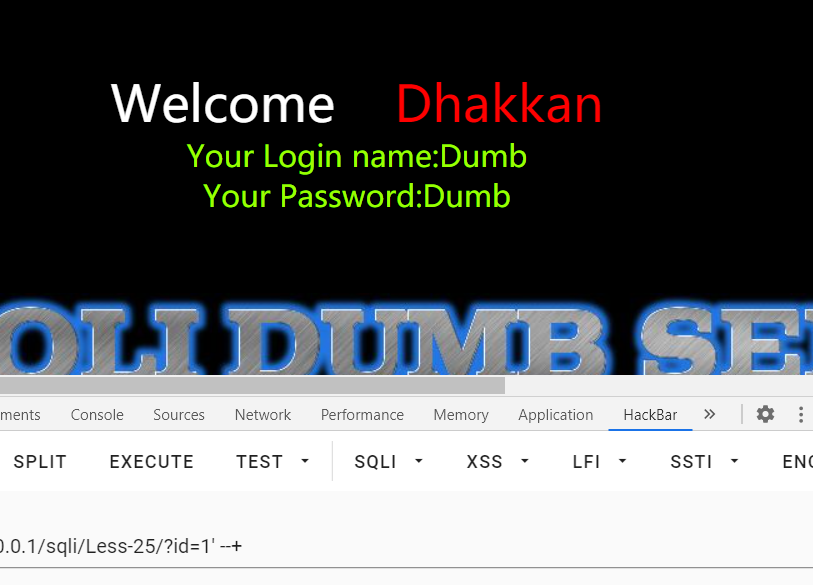 Welcome Dhakkan
Your Login name:Dumb
Your Password:Dumb
QLI DUMB SE
ments Console Sources Network Performance Memory Application HackBar »
SPLIT EXECUTE TEST SQLI XSS LFI SSTI ENC
0.0.1/sqli/Less-25/?id=1' --+